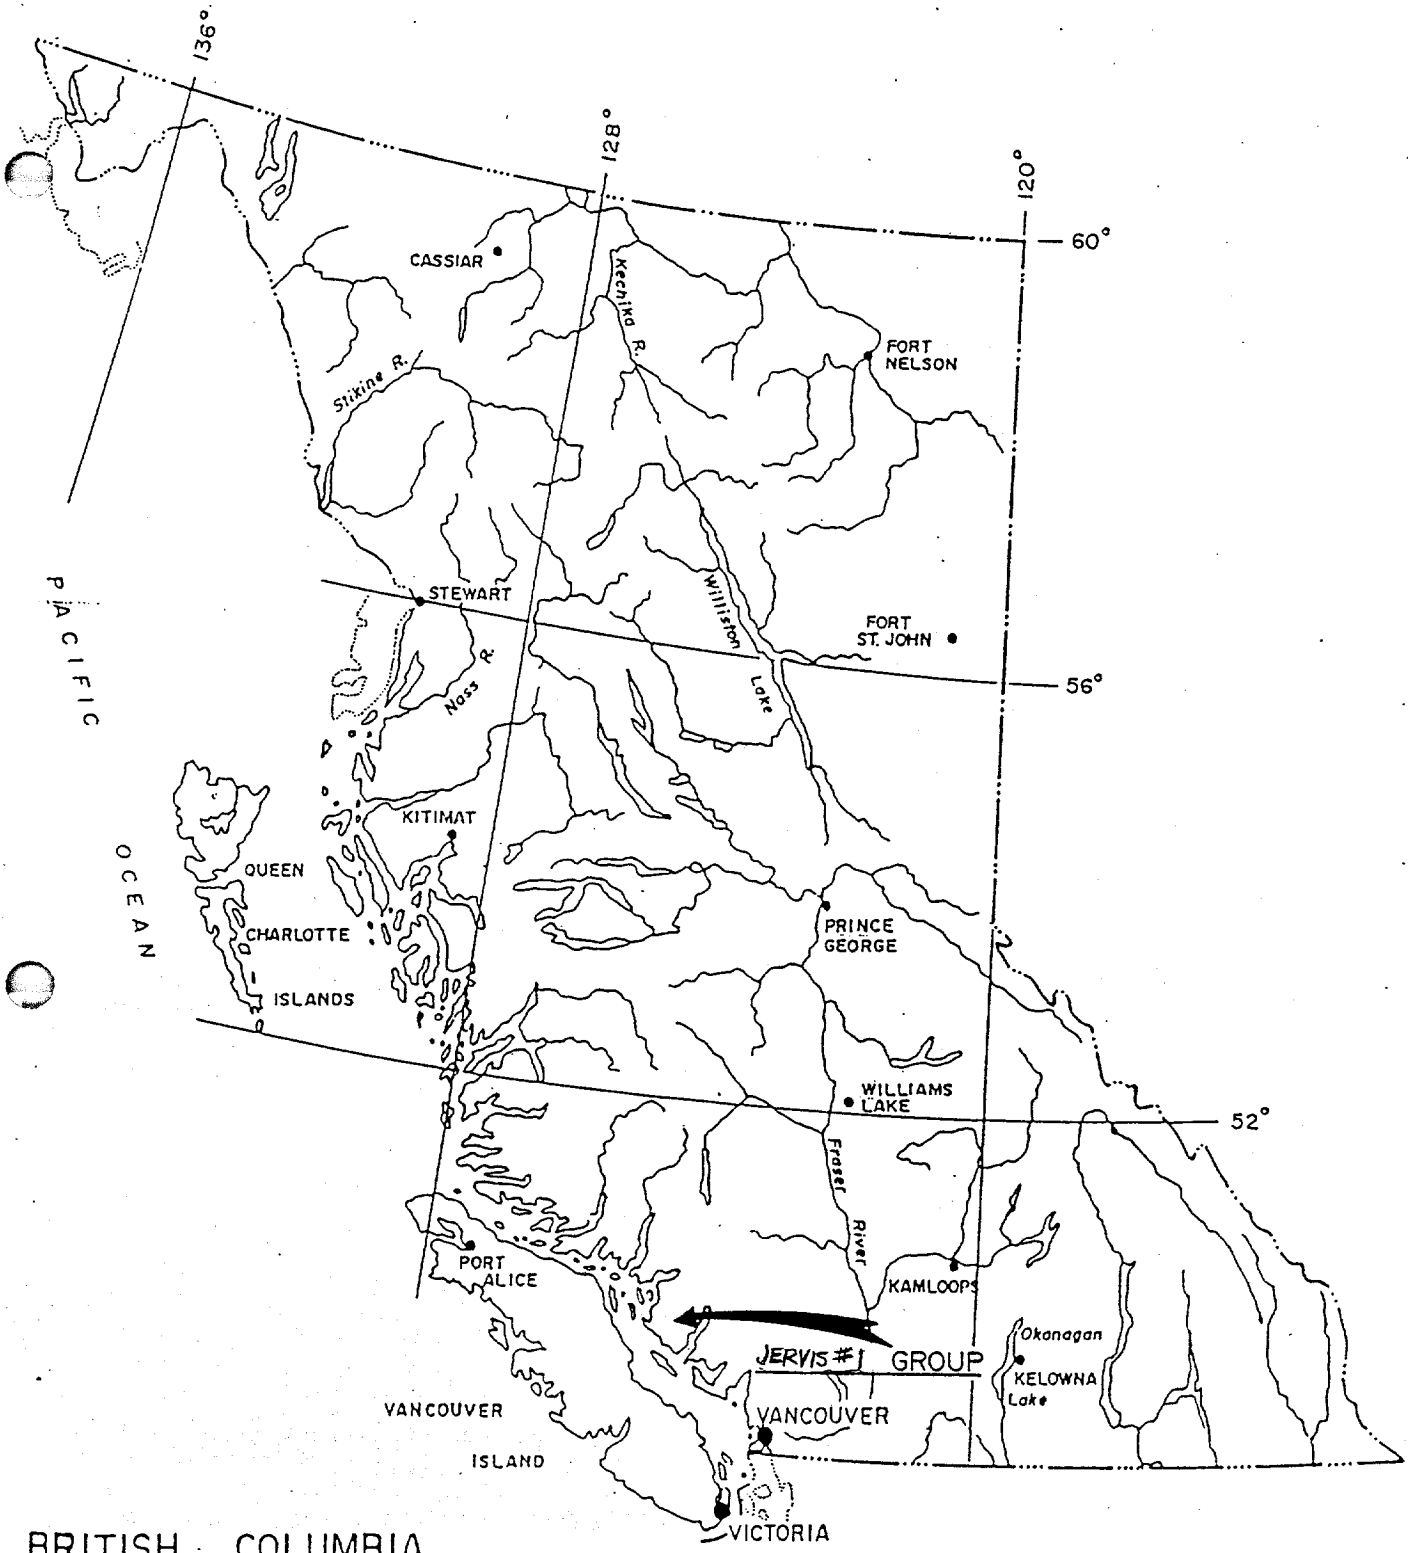 136°
128°
120°
60°
CASSIAR
Kechika R.
FORT
NELSON
Stikine R.
PACIFIC
STEWART
Williston
FORT
ST. JOHN
56°
Nass R.
Lake
KITIMAT
OCEAN
QUEEN
CHARLOTTE
PRINCE
GEORGE
ISLANDS
WILLIAMS
LAKE
52°
Fraser
River
PORT
ALICE
KAMLOOPS
Okanagan
JERVIS #1 GROUP
KELOWNA
Lake
VANCOUVER
VANCOUVER
ISLAND
VICTORIA
BRITISH COLUMBIA